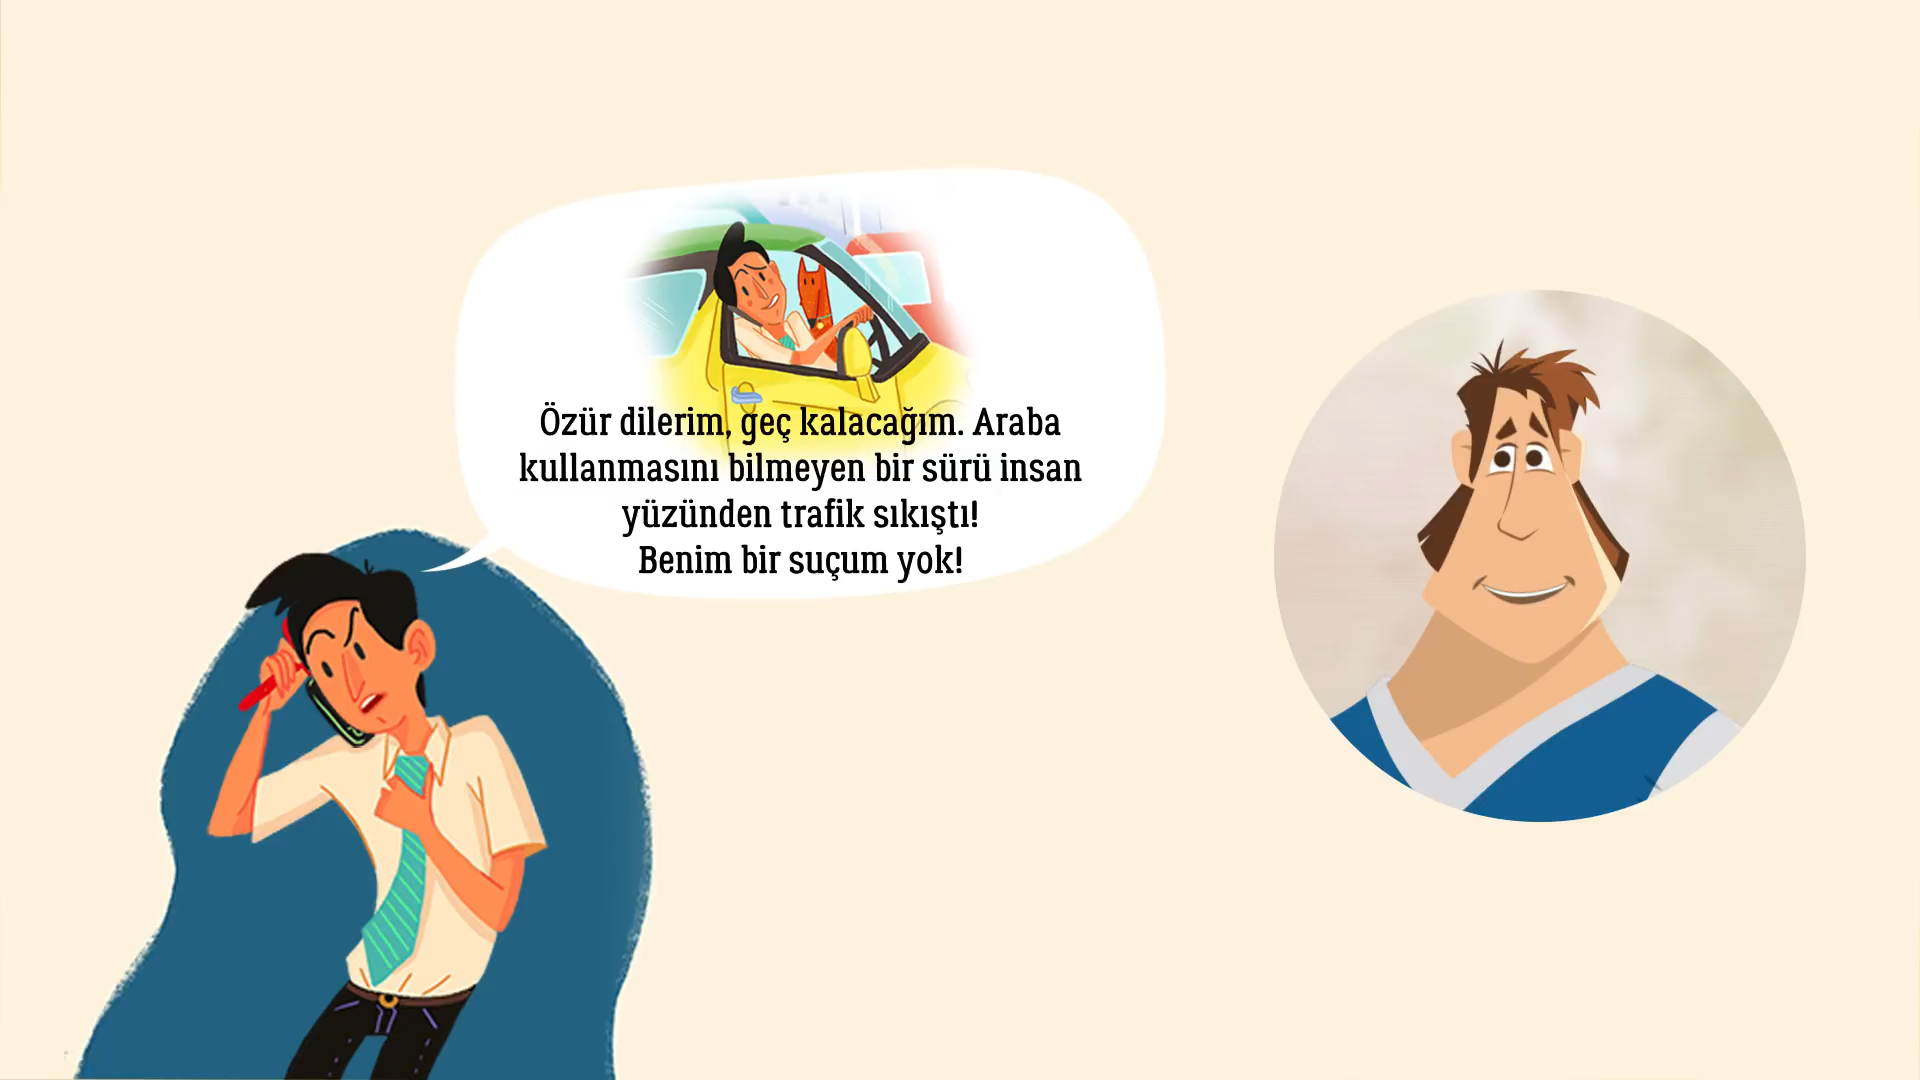 Özür dilerim, geç kalacağım. Araba
kullanmasını bilmeyen bir sürü insan
yüzünden trafik sıkıştı!
Benim bir suçum yok!